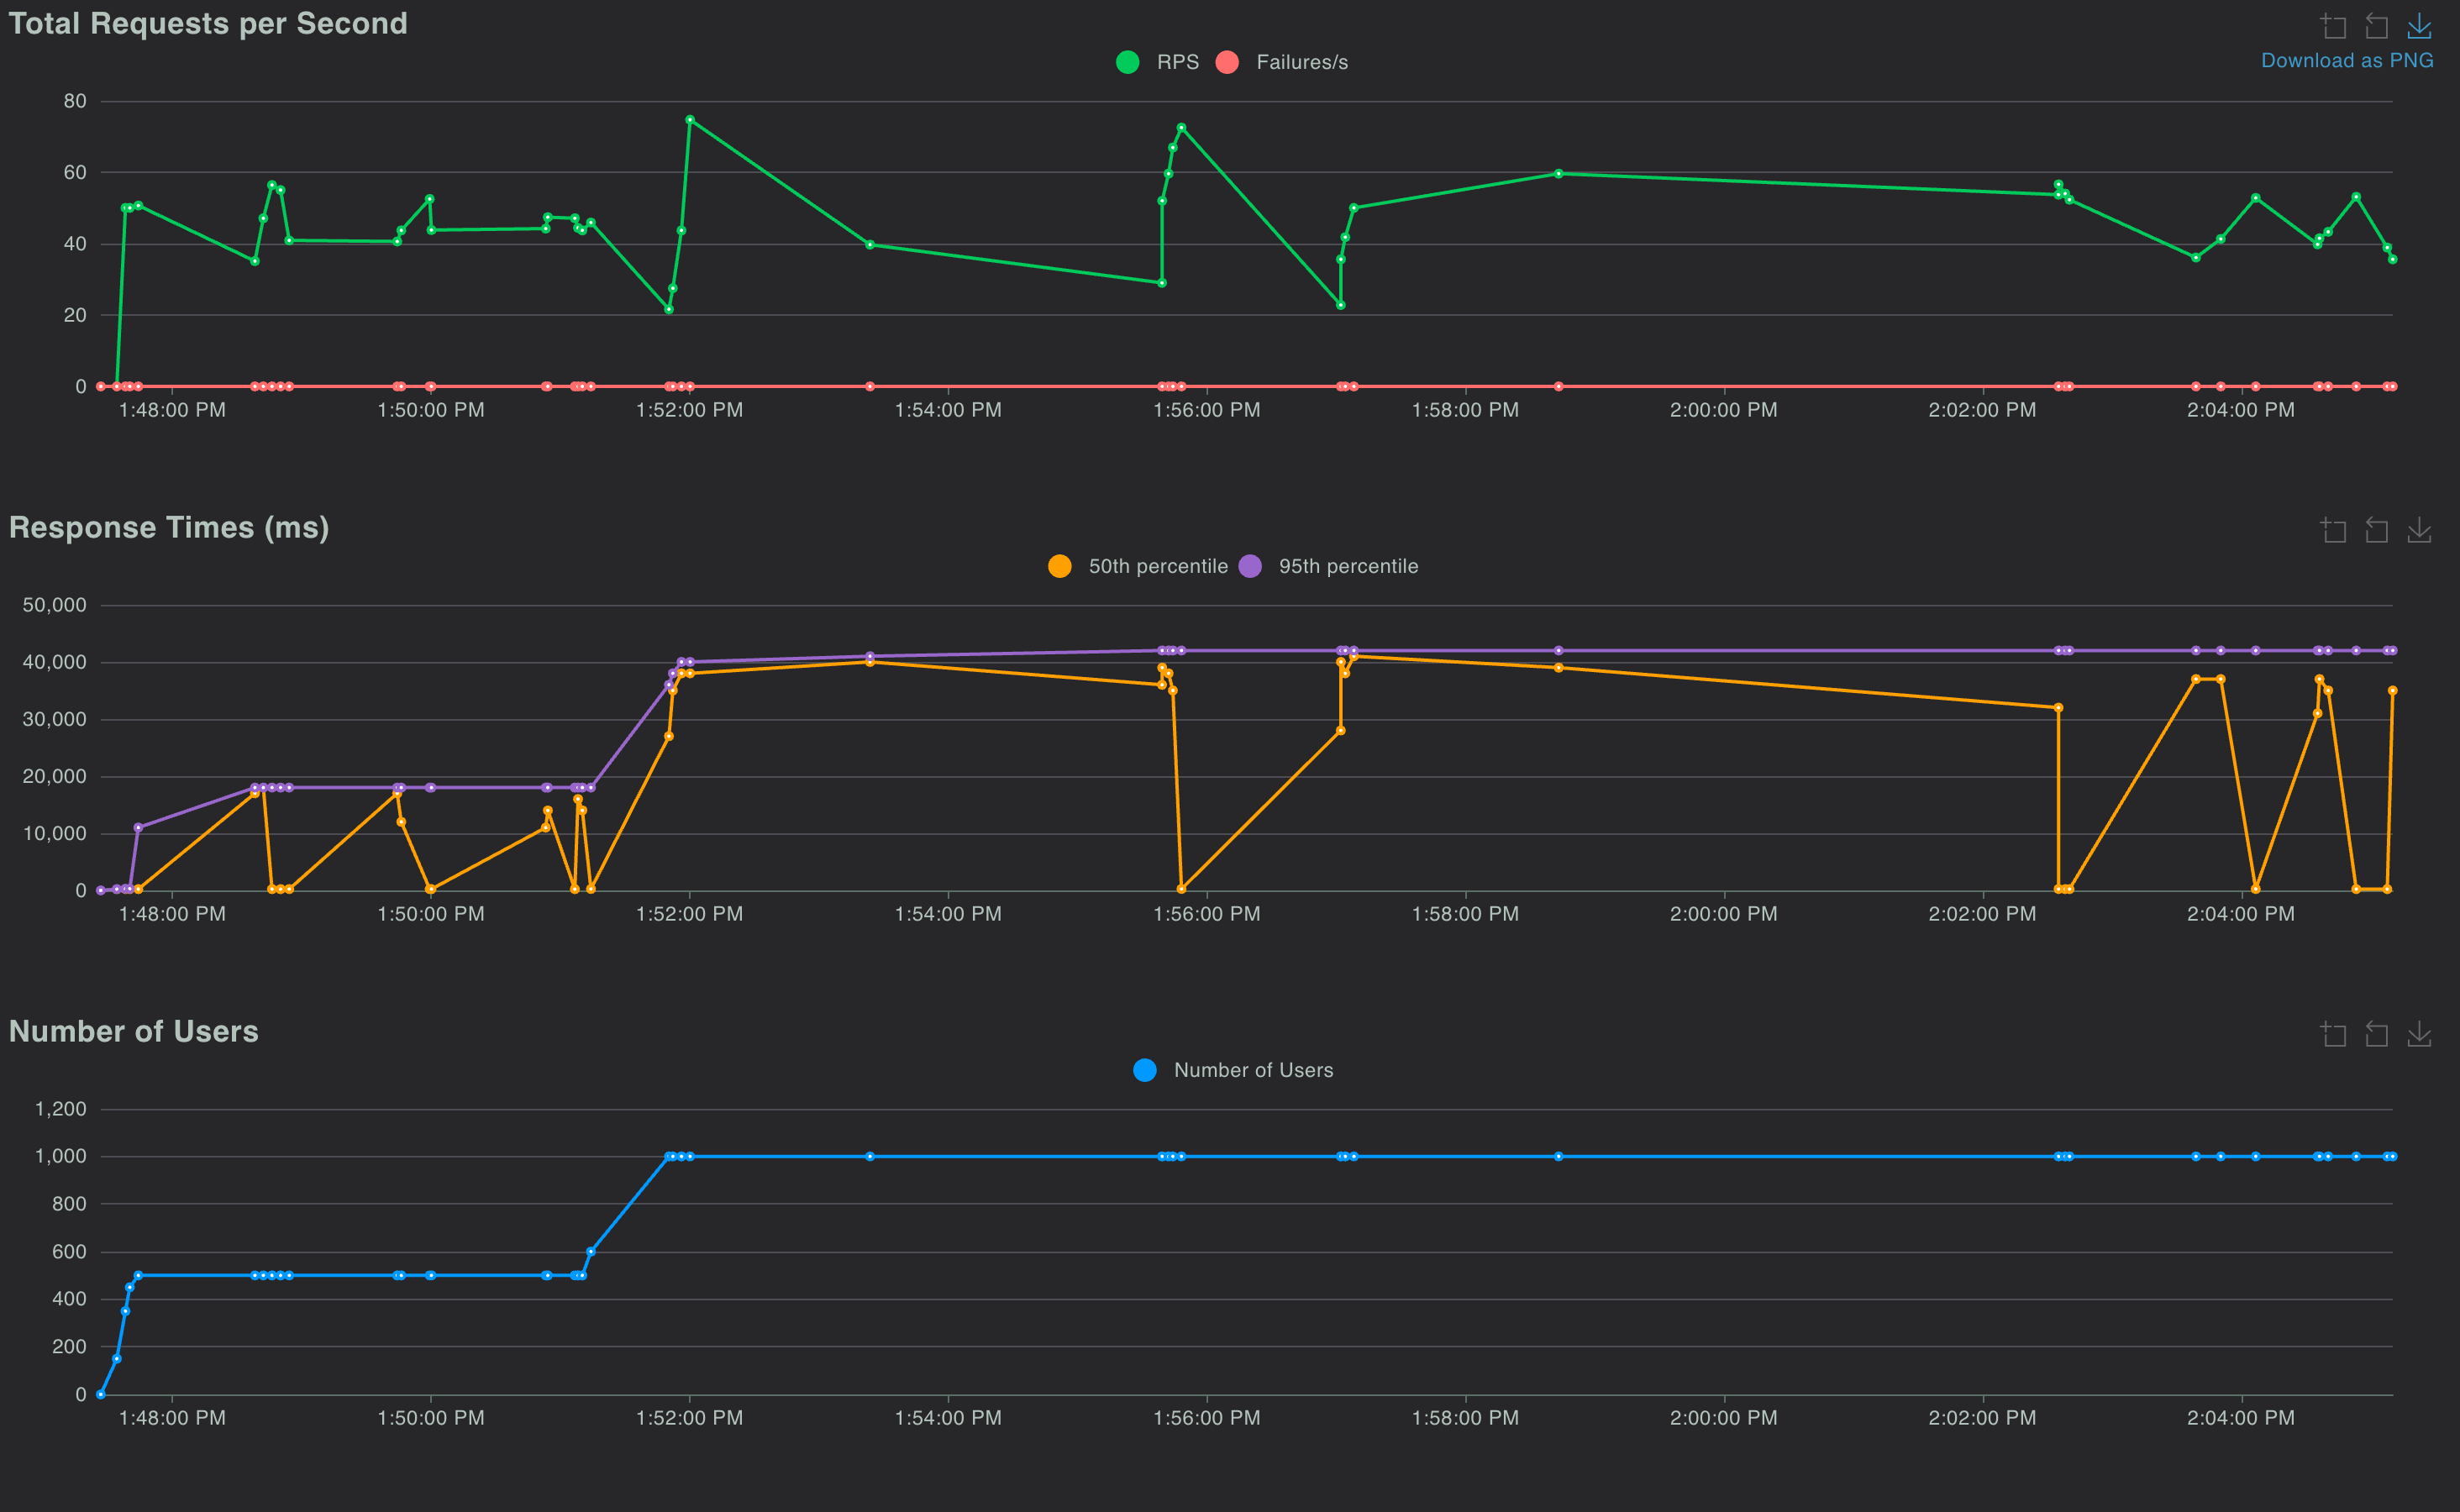 Total Requests per Second
Download as PNG
RPS Failures/s
80
60
40
20
0
1:48:00 PM 1:50:00 PM 1:52:00 PM 1:54:00 PM 1:56:00 PM 1:58:00 PM 2:00:00 PM 2:02:00 PM 2:04:00 PM
Response Times (ms)
50th percentile 95th percentile
50,000
40,000
30,000
20,000
10,000
0
1:48:00 PM 1:50:00 PM 1:52:00 PM 1:54:00 PM 1:56:00 PM 1:58:00 PM 2:00:00 PM 2:02:00 PM 2:04:00 PM
Number of Users
Number of Users
1,200
1,000
800
600
400
200
0
1:48:00 PM 1:50:00 PM 1:52:00 PM 1:54:00 PM 1:56:00 PM 1:58:00 PM 2:00:00 PM 2:02:00 PM 2:04:00 PM